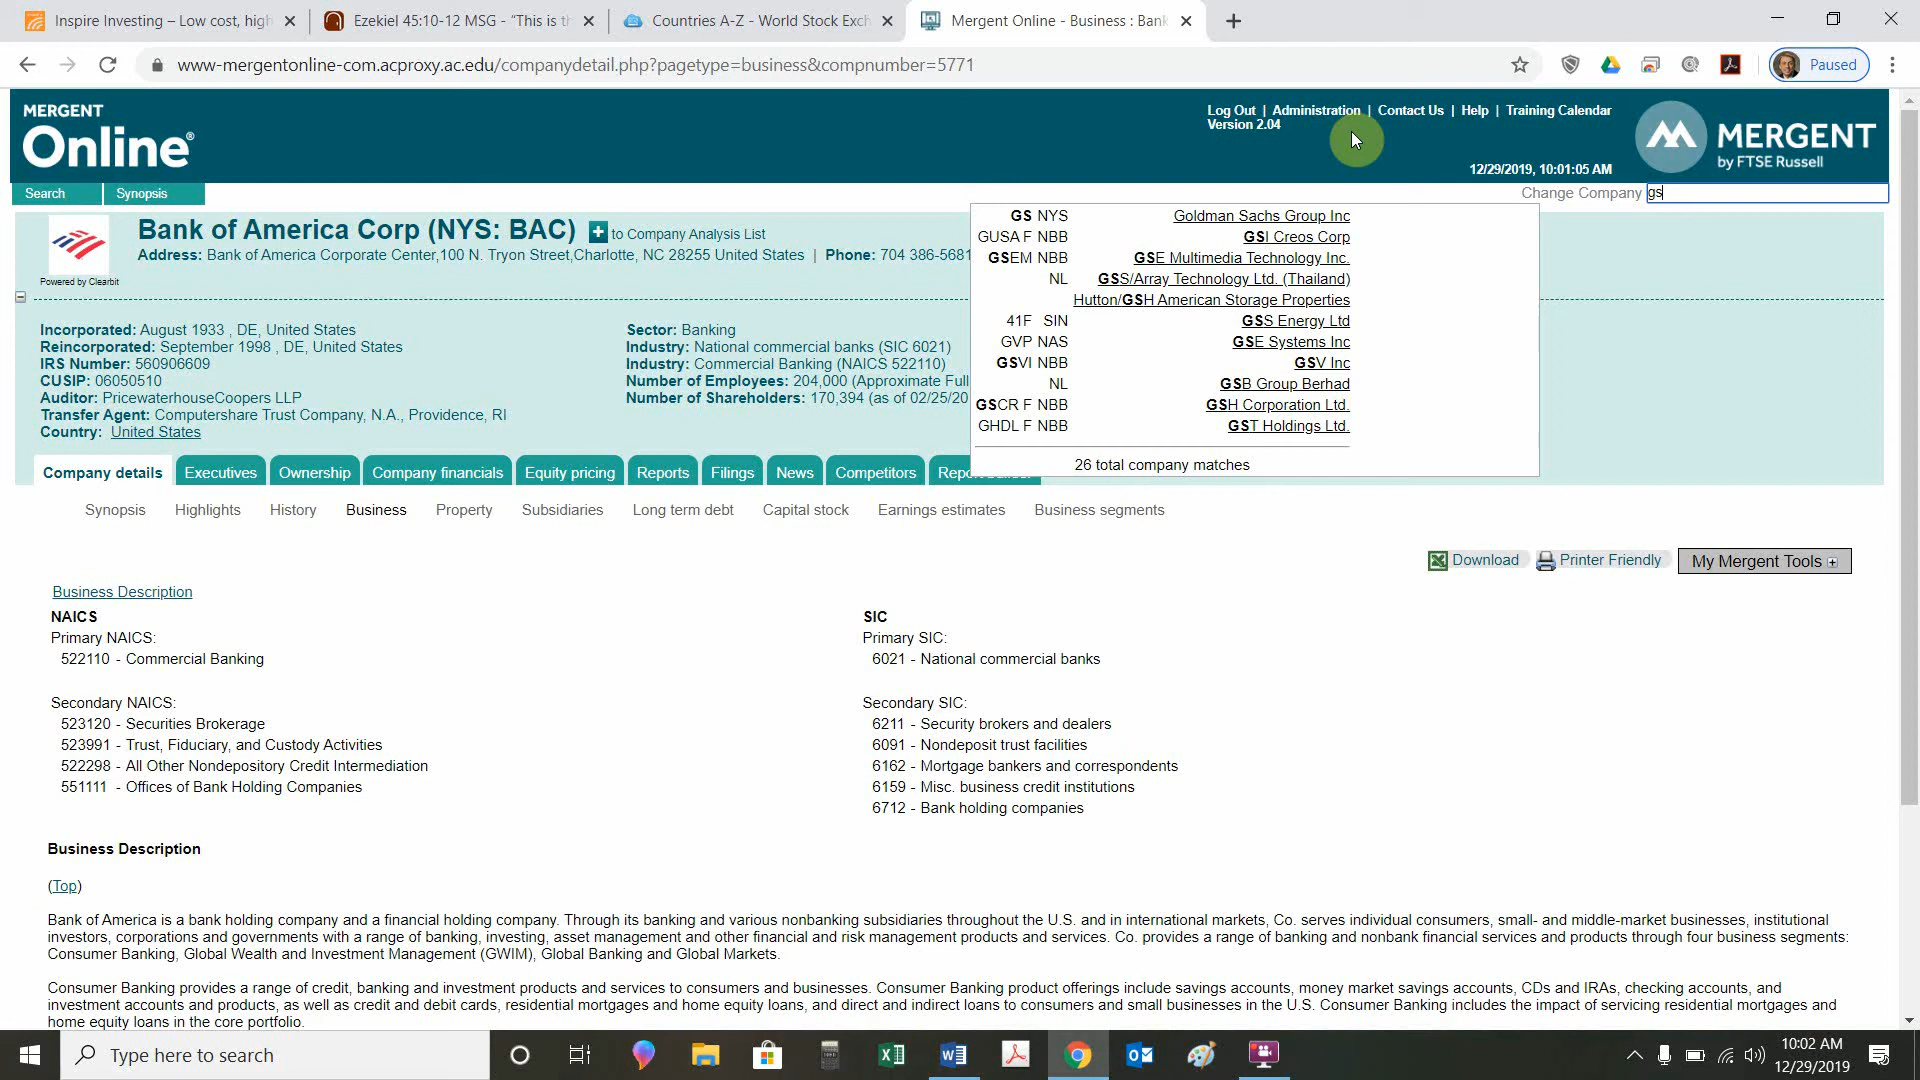 Inspire Investing – Low cost, high
Ezekiel 45:10-12 MSG - "This is th
Countries A-Z - World Stock Exch
Mergent Online - Business : Bank
www-mergentonline-com.acproxy.ac.edu/companydetail.php?pagetype=business&compnumber=5771
Paused
MERGENT
Online®
Log Out | Administration | Contact Us | Help | Training Calendar
Version 2.04
12/29/2019, 10:01:05 AM
MERGENT
by FTSE Russell
Search
Synopsis
Change Company gs
Bank of America Corp (NYS: BAC) + to Company Analysis List
Address: Bank of America Corporate Center,100 N. Tryon Street,Charlotte, NC 28255 United States | Phone: 704 386-5681
Powered by Clearbit
GS NYS Goldman Sachs Group Inc
GUSA F NBB GSI Creos Corp
GSEM NBB GSE Multimedia Technology Inc.
NL GSS/Array Technology Ltd. (Thailand)
Hutton/GSH American Storage Properties
41F SIN GSS Energy Ltd
GVP NAS GSE Systems Inc
GSVI NBB GSV Inc
NL GSB Group Berhad
GSCR F NBB GSH Corporation Ltd.
GHDL F NBB GST Holdings Ltd.
26 total company matches
Incorporated: August 1933 , DE, United States
Reincorporated: September 1998 , DE, United States
IRS Number: 560906609
CUSIP: 06050510
Auditor: PricewaterhouseCoopers LLP
Transfer Agent: Computershare Trust Company, N.A., Providence, RI
Country: United States
Sector: Banking
Industry: National commercial banks (SIC 6021)
Industry: Commercial Banking (NAICS 522110)
Number of Employees: 204,000 (Approximate Full
Number of Shareholders: 170,394 (as of 02/25/20
Company details
Executives
Ownership
Company financials
Equity pricing
Reports
Filings
News
Competitors
Synopsis
Highlights
History
Business
Property
Subsidiaries
Long term debt
Capital stock
Earnings estimates
Business segments
Download
Printer Friendly
My Mergent Tools
Business Description
NAICS
Primary NAICS:
522110 - Commercial Banking
Secondary NAICS:
523120 - Securities Brokerage
523991 - Trust, Fiduciary, and Custody Activities
522298 - All Other Nondepository Credit Intermediation
551111 - Offices of Bank Holding Companies
SIC
Primary SIC:
6021 - National commercial banks
Secondary SIC:
6211 - Security brokers and dealers
6091 - Nondeposit trust facilities
6162 - Mortgage bankers and correspondents
6159 - Misc. business credit institutions
6712 - Bank holding companies
Business Description
(Top)
Bank of America is a bank holding company and a financial holding company. Through its banking and various nonbanking subsidiaries throughout the U.S. and in international markets, Co. serves individual consumers, small- and middle-market businesses, institutional
investors, corporations and governments with a range of banking, investing, asset management and other financial and risk management products and services. Co. provides a range of banking and nonbank financial services and products through four business segments:
Consumer Banking, Global Wealth and Investment Management (GWIM), Global Banking and Global Markets.
Consumer Banking provides a range of credit, banking and investment products and services to consumers and businesses. Consumer Banking product offerings include savings accounts, money market savings accounts, CDs and IRAs, checking accounts, and
investment accounts and products, as well as credit and debit cards, residential mortgages and home equity loans, and direct and indirect loans to consumers and small businesses in the U.S. Consumer Banking includes the impact of servicing residential mortgages and
home equity loans in the core portfolio.
Type here to search
10:02 AM
12/29/2019